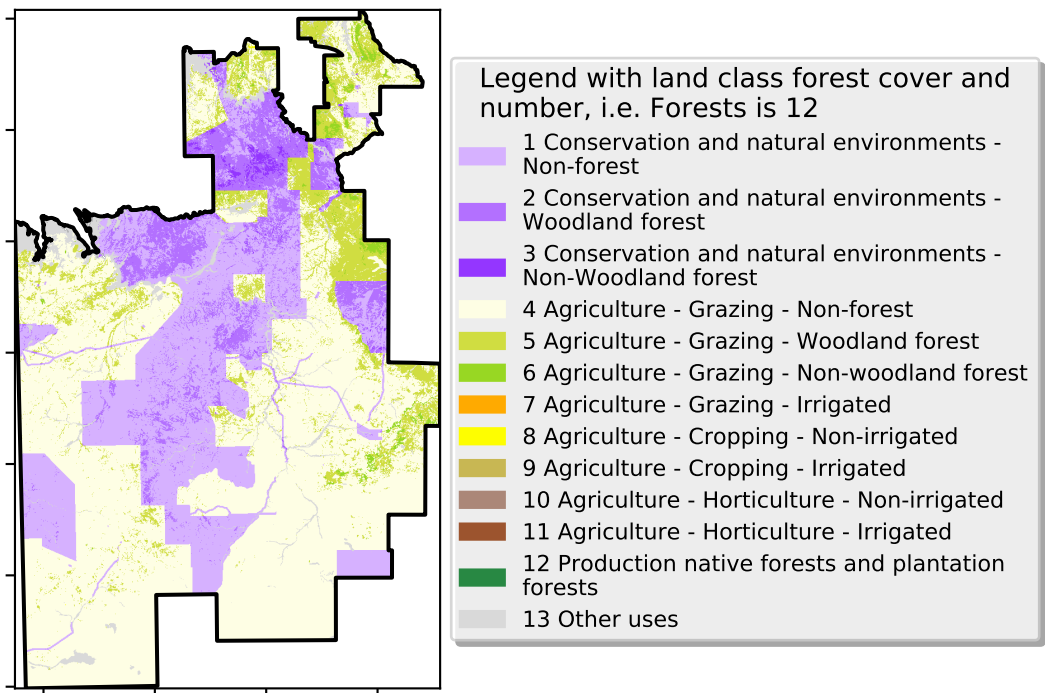 Legend with land class forest cover and
number, i.e. Forests is 12
1 Conservation and natural environments -
Non-forest
2 Conservation and natural environments -
Woodland forest
3 Conservation and natural environments -
Non-Woodland forest
4 Agriculture - Grazing - Non-forest
5 Agriculture - Grazing - Woodland forest
6 Agriculture - Grazing - Non-woodland forest
7 Agriculture - Grazing - Irrigated
8 Agriculture - Cropping - Non-irrigated
9 Agriculture - Cropping - Irrigated
10 Agriculture - Horticulture - Non-irrigated
11 Agriculture - Horticulture - Irrigated
12 Production native forests and plantation
forests
13 Other uses